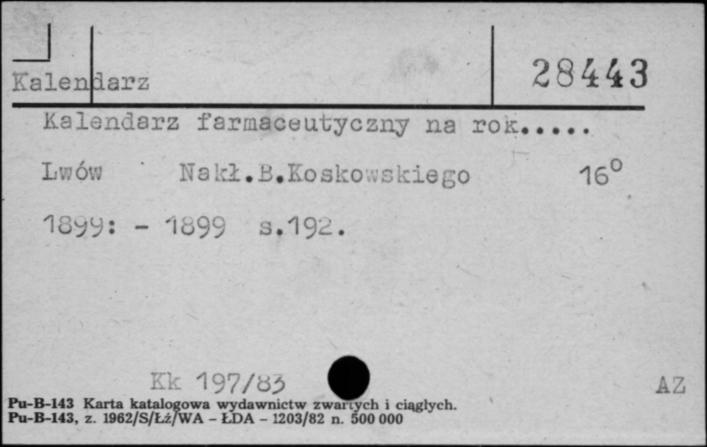 28443
Kalendarz
Kalendarz farmaceutyczny na rok.....
Lwów Nakł.B.Koskowskiego 16°
1899: - 1899 s.192.
Kk 197/83
AZ
Pu-B-143 Karta katalogowa wydawnictw zwartych i ciągłych.
Pu-B-143, z. 1962/S/Łź/WA - ŁDA - 1203/82 n. 500 000